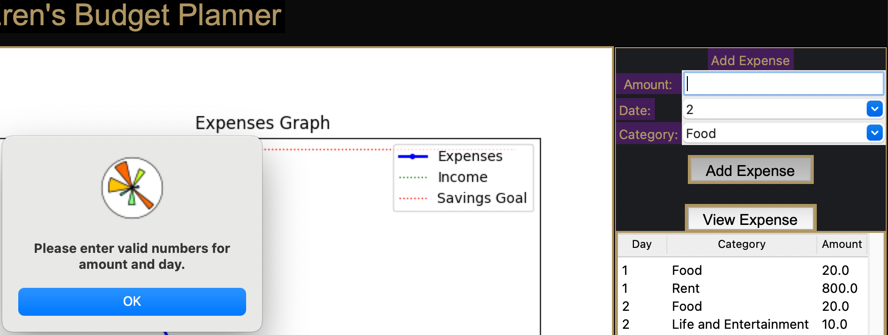 ren's Budget Planner
Add Expense
Amount:
Date: 2
Category: Food
Add Expense
View Expense
Day Category Amount
1 Food 20.0
1 Rent 800.0
2 Food 20.0
2 Life and Entertainment 10.0
Expenses Graph
Expenses
Income
Savings Goal
Please enter valid numbers for
amount and day.
OK